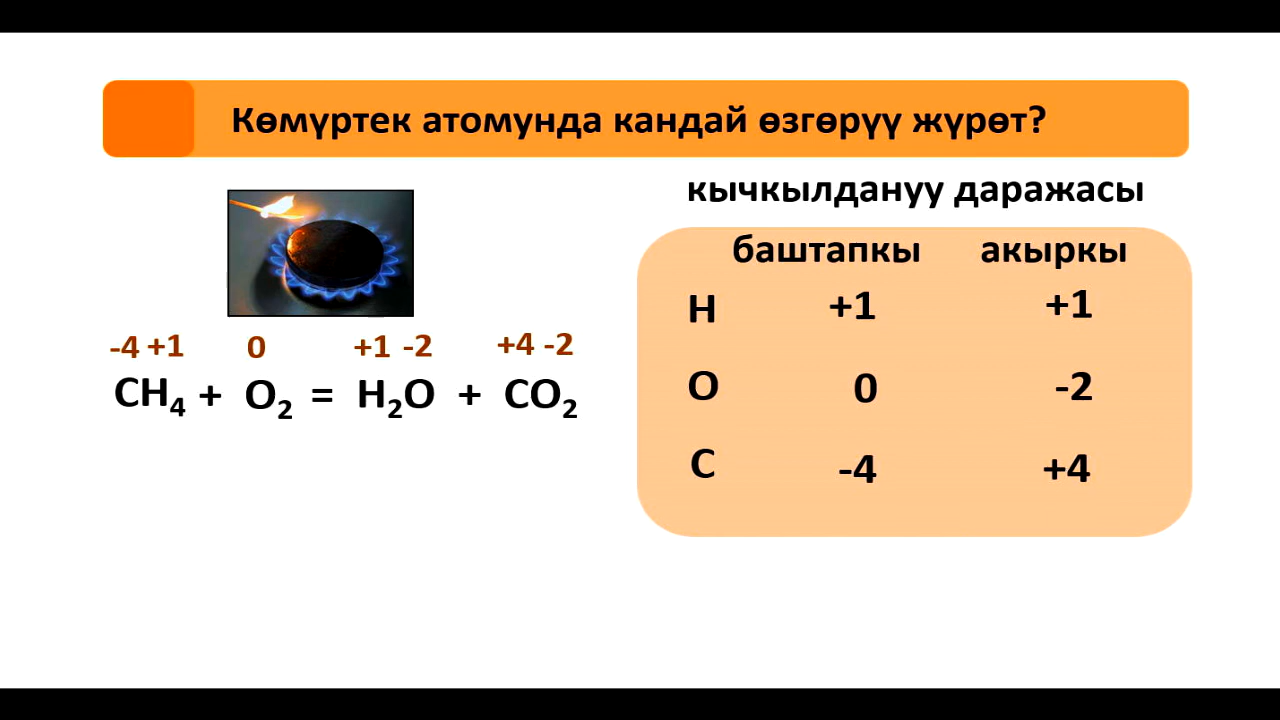 Көмүртек атомунда кандай өзгөрүү жүрөт?
кычкылдануу даражасы
баштапкы акыркы
H +1 +1
O 0 -2
C -4 +4
-4 +1 0 +1 -2 +4 -2
CH₄ + O₂ = H₂O + CO₂